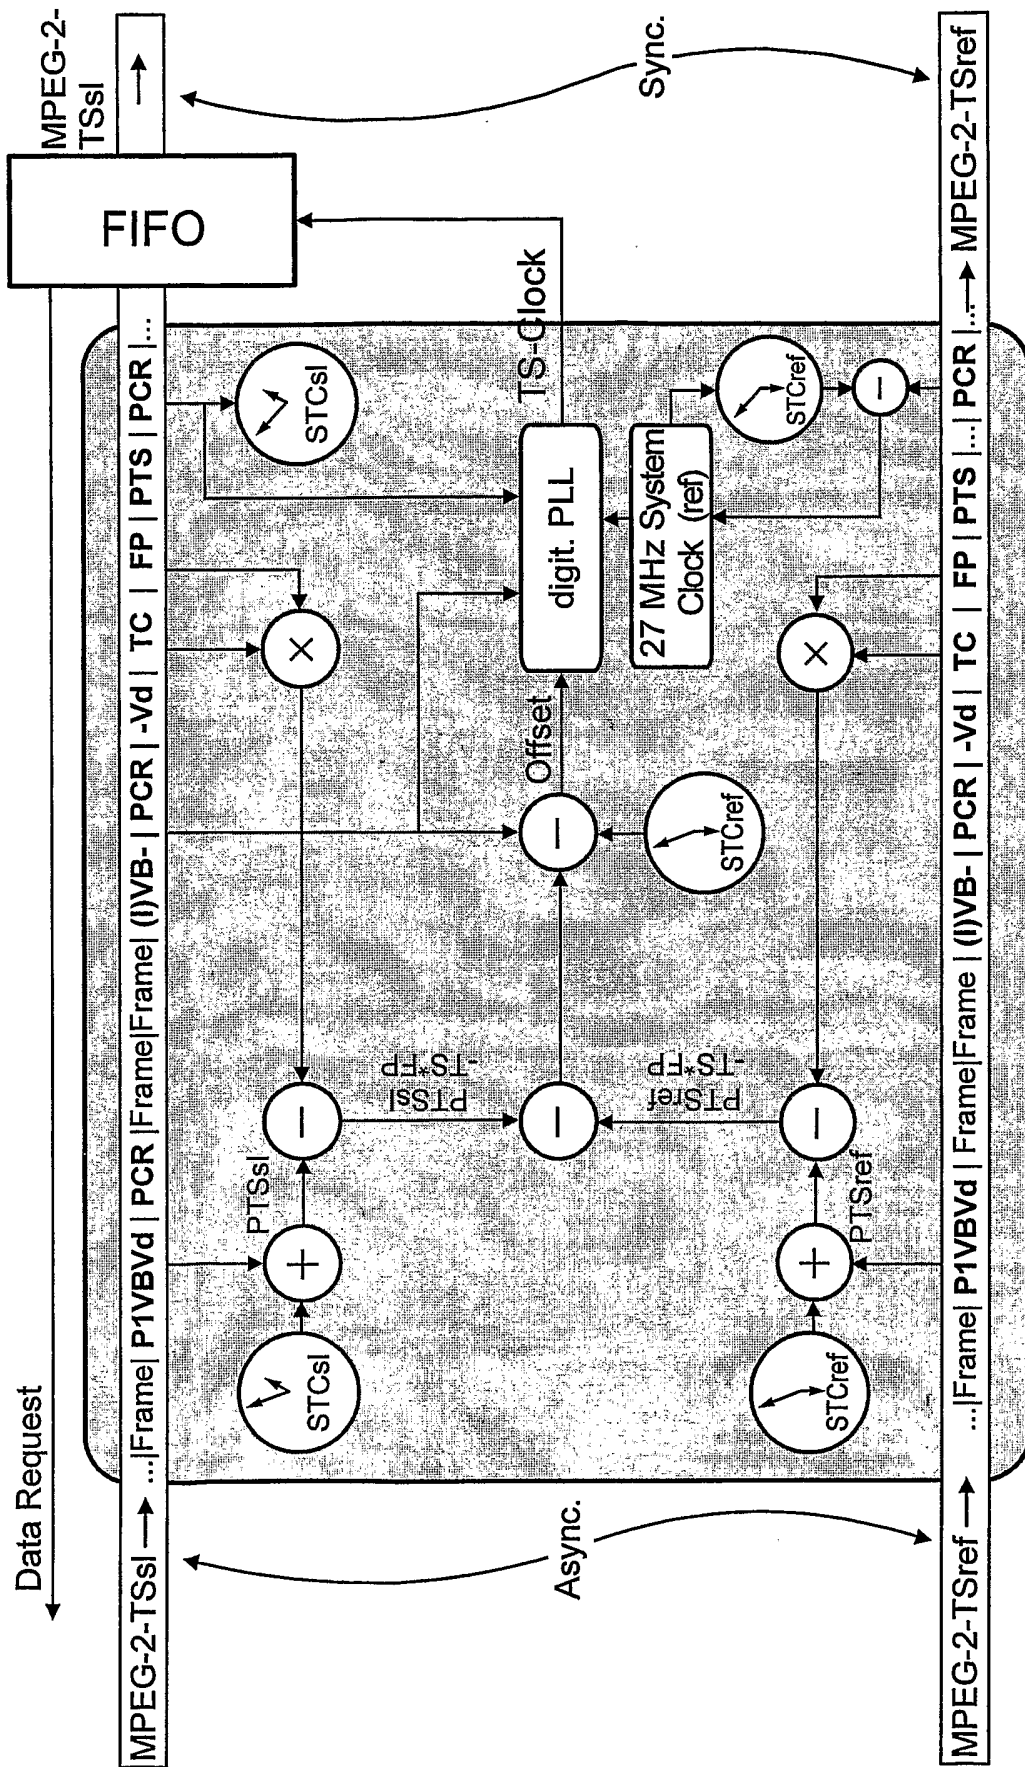 Data Request
MPEG-2-
TSsl
MPEG-2-TSsl → ...|Frame| P1VBVd | PCR |Frame|Frame| (I)VB- | PCR | -Vd | TC | FP | PTS | PCR |... →
FIFO
STCsl
+
PTSsl
−
×
STCsl
PTSsl
-TS*FP
Async.
−
−
Offset
digit. PLL
TS-Clock
Sync.
PTSref
-TS*FP
STCref
27 MHz System
Clock (ref)
STCref
−
STCref
+
PTSref
−
×
MPEG-2-TSref → ...|Frame| P1VBVd | Frame|Frame | (I)VB- | PCR | -Vd | TC | FP | PTS |...| PCR |...→ MPEG-2-TSref